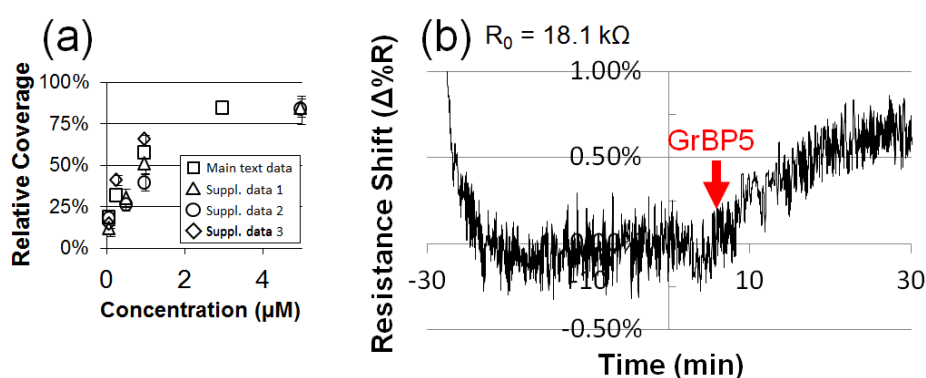 (a)
Relative Coverage
100%
75%
50%
25%
0%
0
2
4
Concentration (µM)
Main text data
Suppl. data 1
Suppl. data 2
Suppl. data 3
(b)
R0 = 18.1 kΩ
Resistance Shift (Δ%R)
1.00%
0.50%
0.00%
-0.50%
-30
-10
10
30
GrBP5
Time (min)